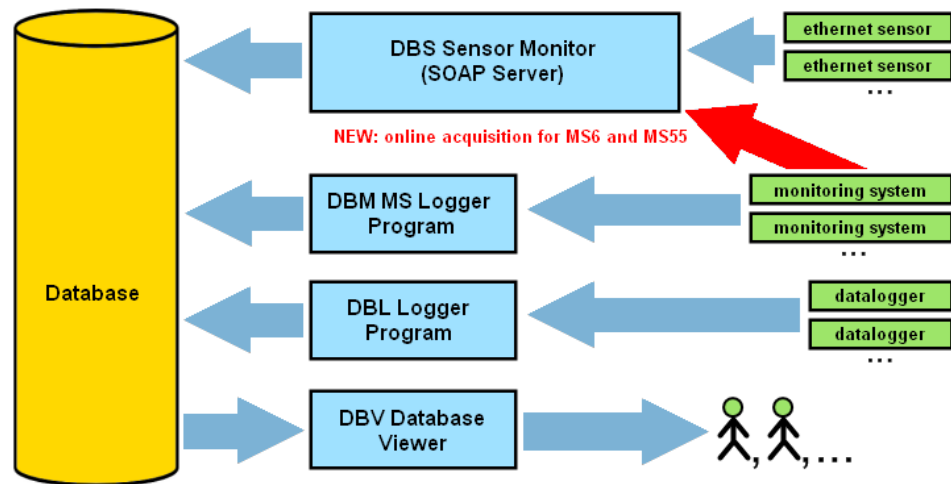 DBS Sensor Monitor
(SOAP Server)
ethernet sensor
ethernet sensor
...
NEW: online acquisition for MS6 and MS55
DBM MS Logger
Program
monitoring system
monitoring system
...
Database
DBL Logger
Program
datalogger
datalogger
...
DBV Database
Viewer
, , ...